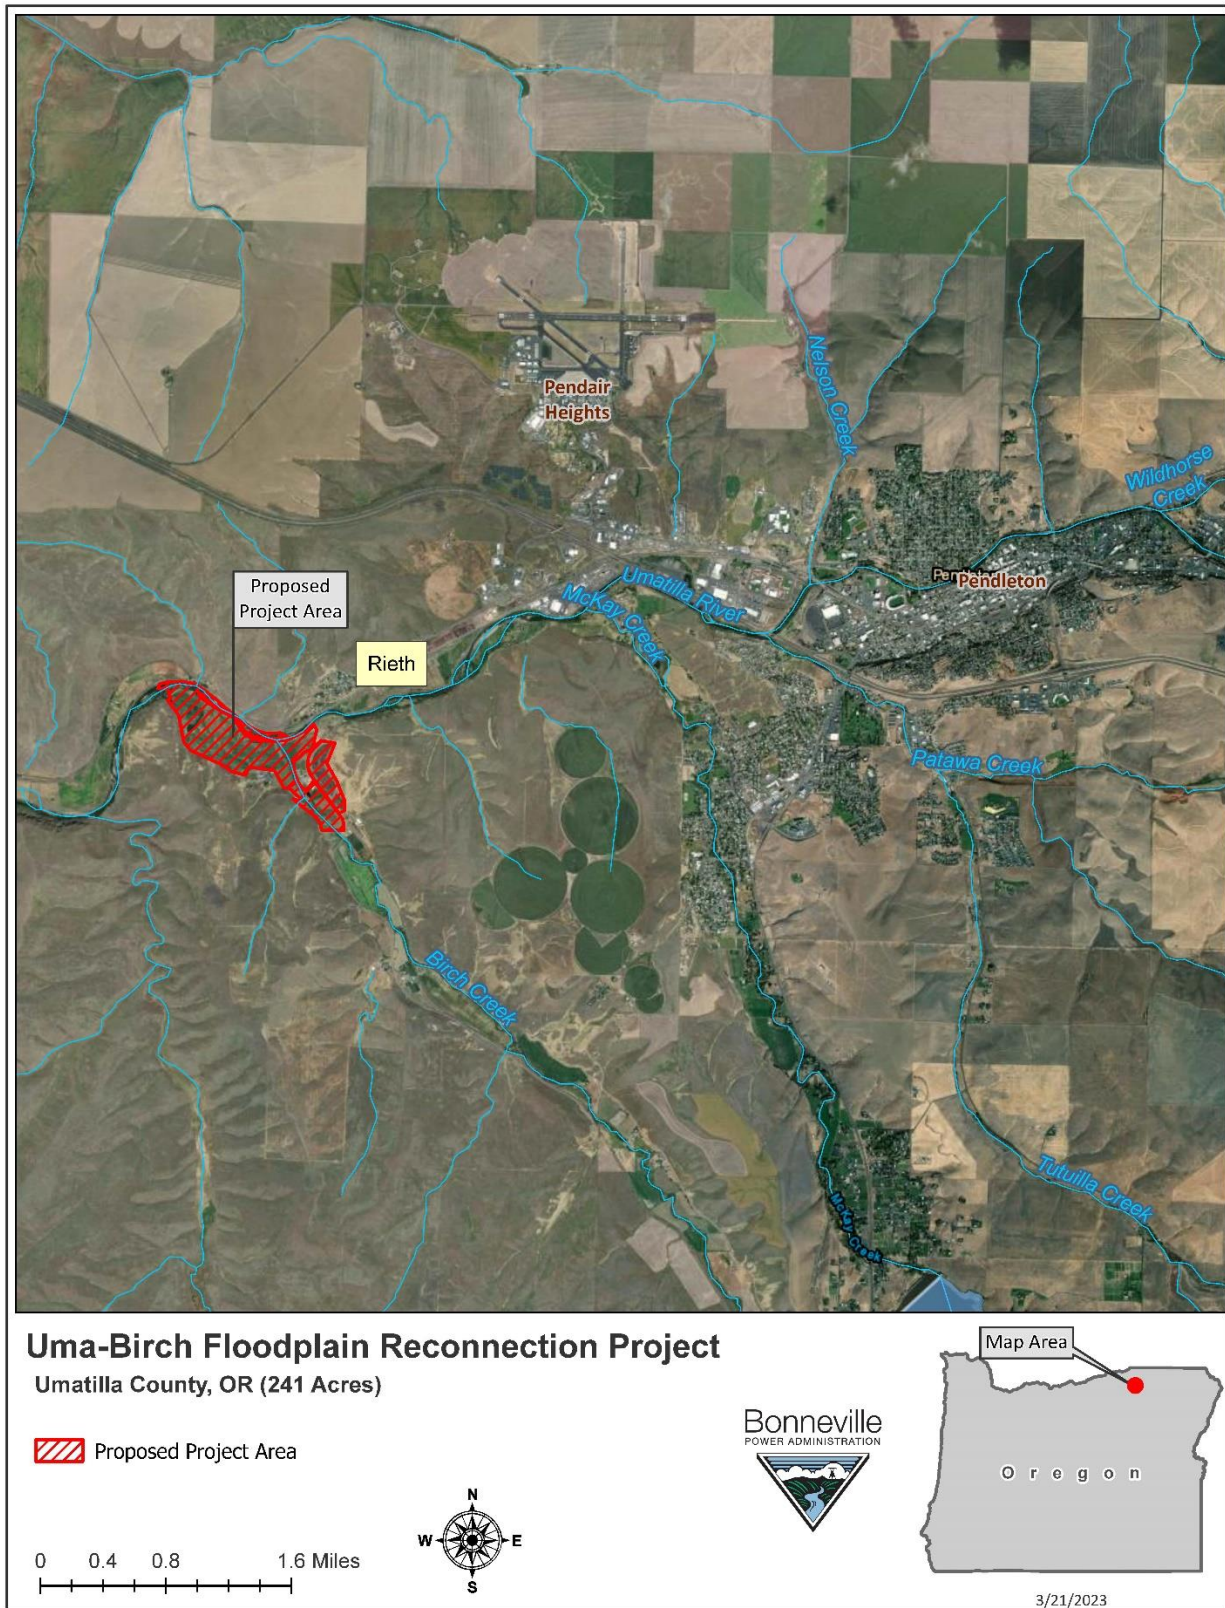 Pendair
Heights
Nelson Creek
Wildhorse
Creek
Pendleton
Umatilla River
McKay Creek
Proposed
Project Area
Rieth
Patawa Creek
Birch Creek
Tutuilla Creek
McKay Creek
Uma-Birch Floodplain Reconnection Project
Umatilla County, OR (241 Acres)
Proposed Project Area
0 0.4 0.8 1.6 Miles
N
W E
S
Bonneville
POWER ADMINISTRATION
Map Area
Oregon
3/21/2023